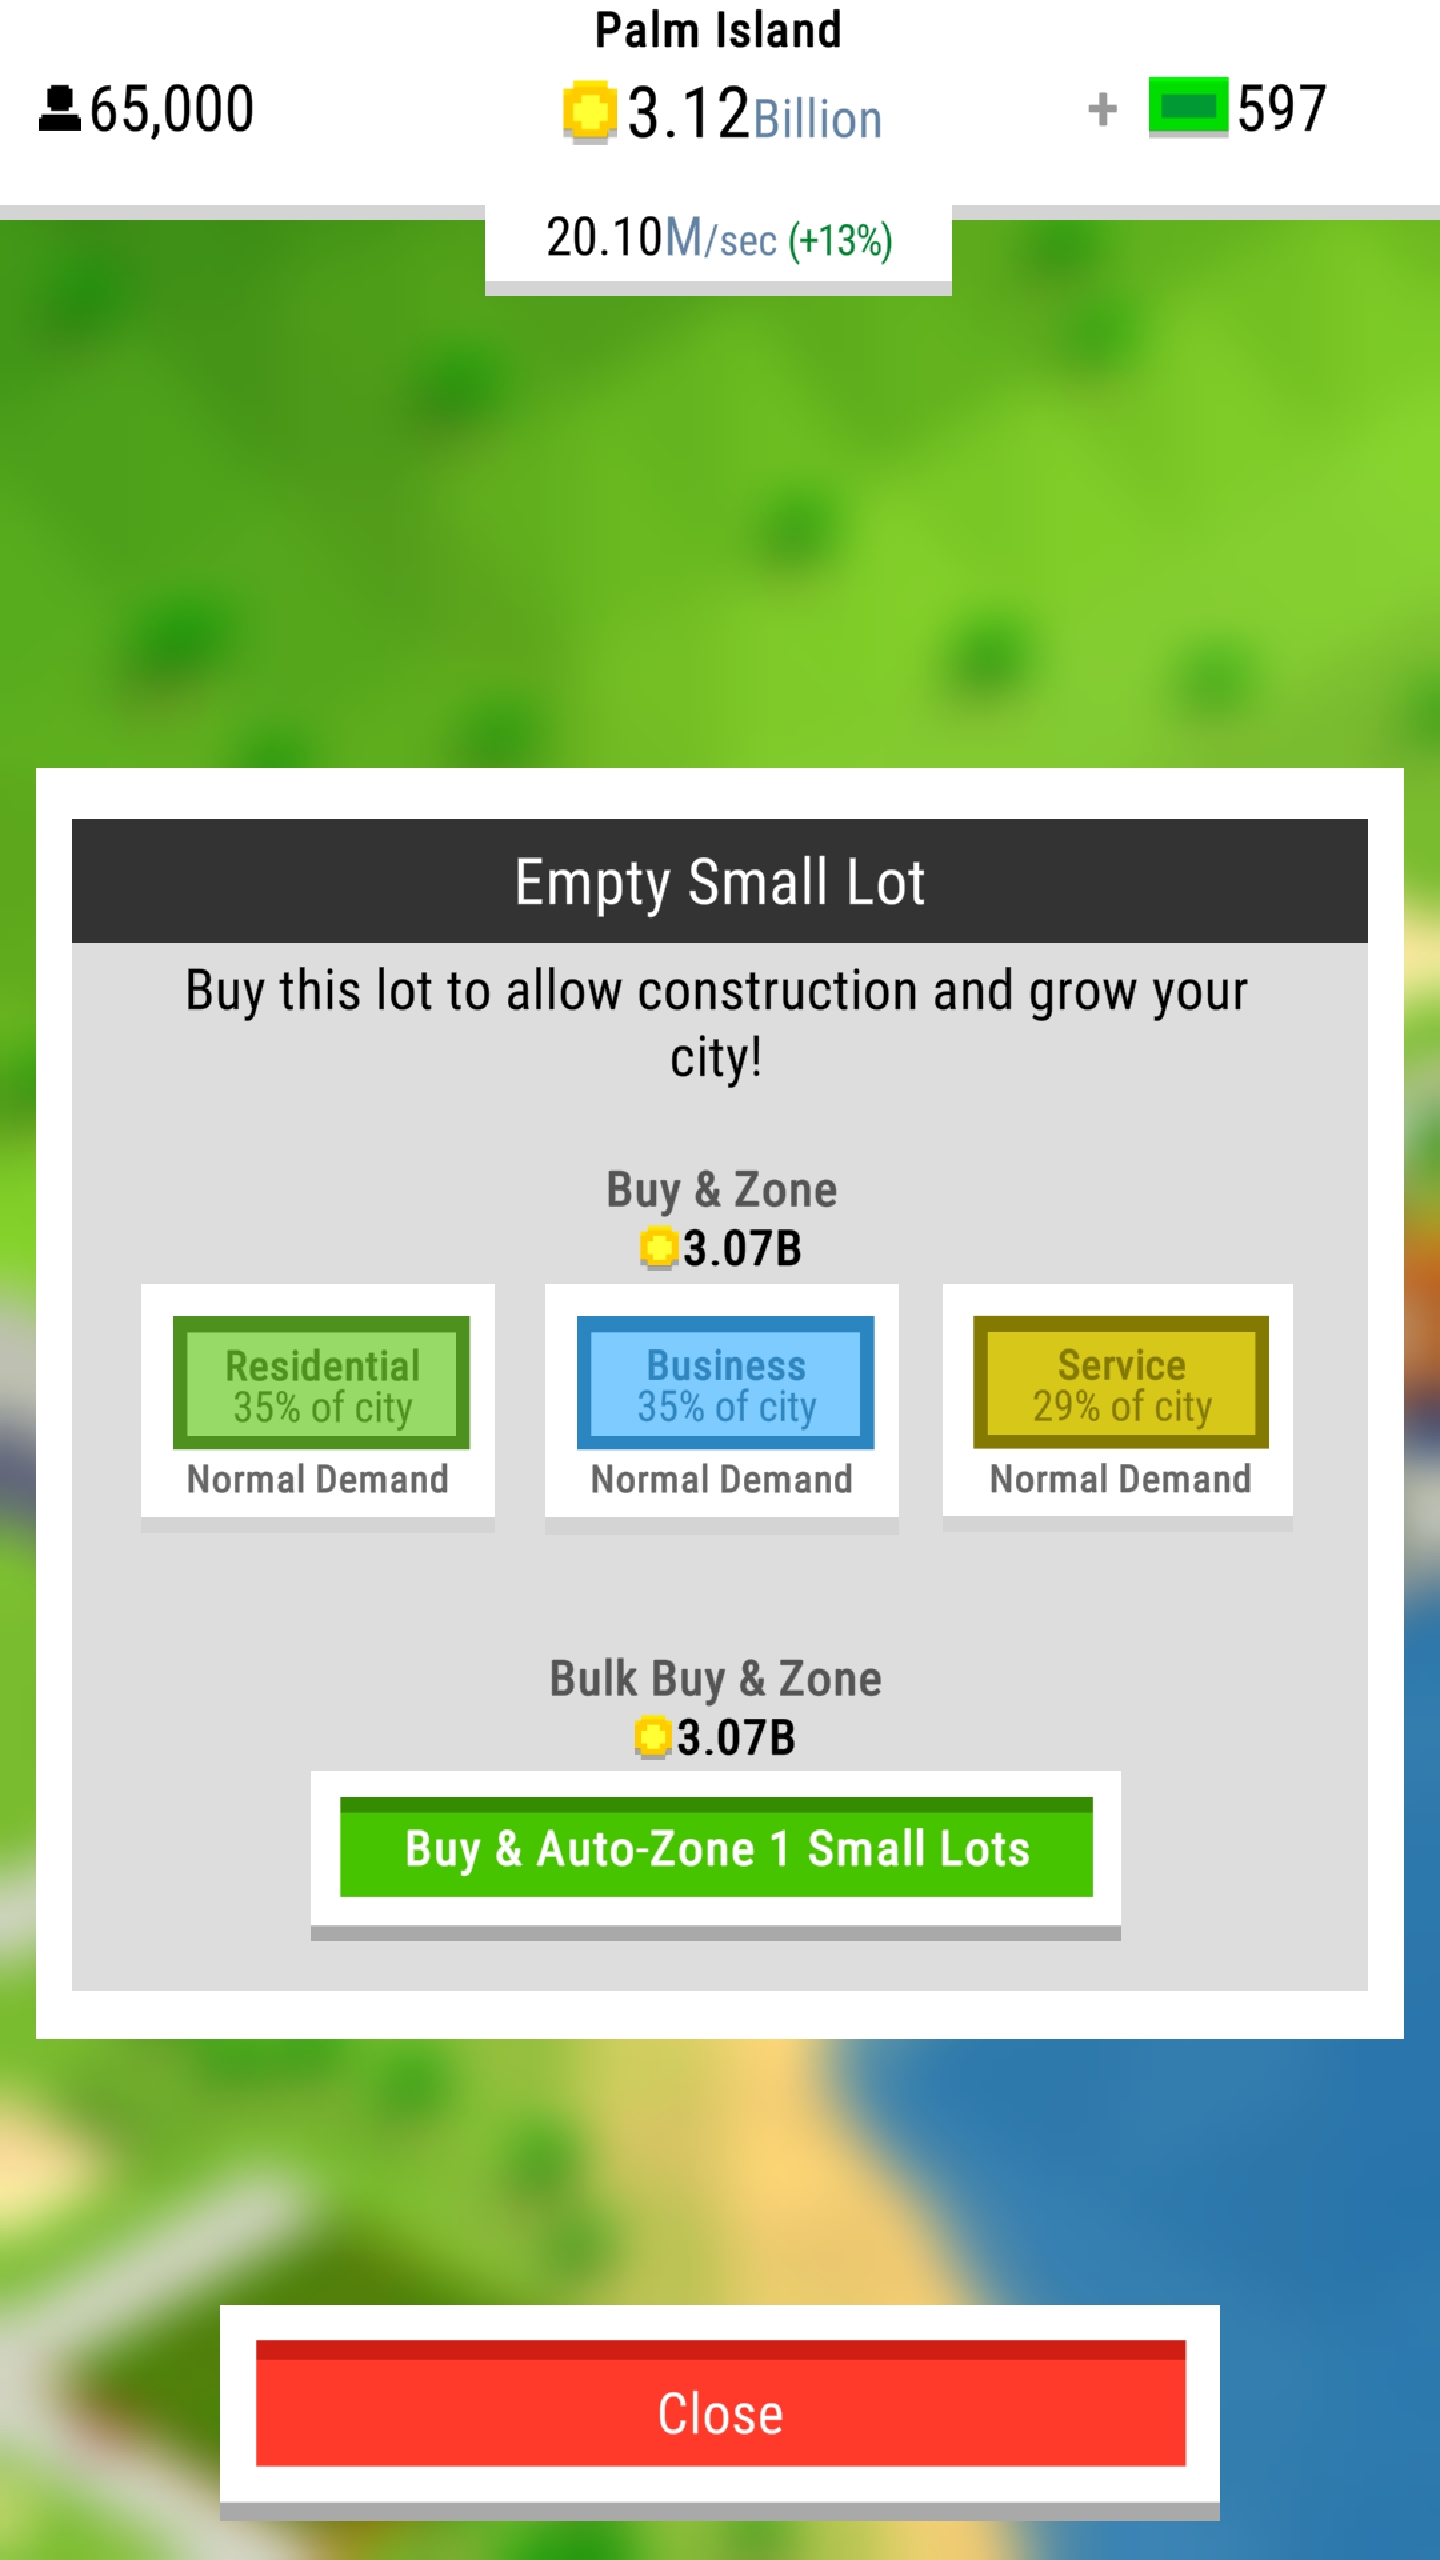 Palm Island
65,000
3.12Billion
+ 597
20.10M/sec (+13%)
Empty Small Lot
Buy this lot to allow construction and grow your
city!
Buy & Zone
3.07B
Residential
35% of city
Normal Demand
Business
35% of city
Normal Demand
Service
29% of city
Normal Demand
Bulk Buy & Zone
3.07B
Buy & Auto-Zone 1 Small Lots
Close